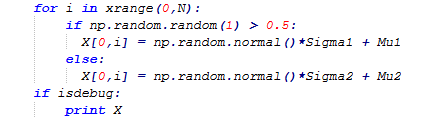 for i in xrange(0,N):
if np.random.random(1) > 0.5:
X[0,i] = np.random.normal()*Sigma1 + Mu1
else:
X[0,i] = np.random.normal()*Sigma2 + Mu2
if isdebug:
print X